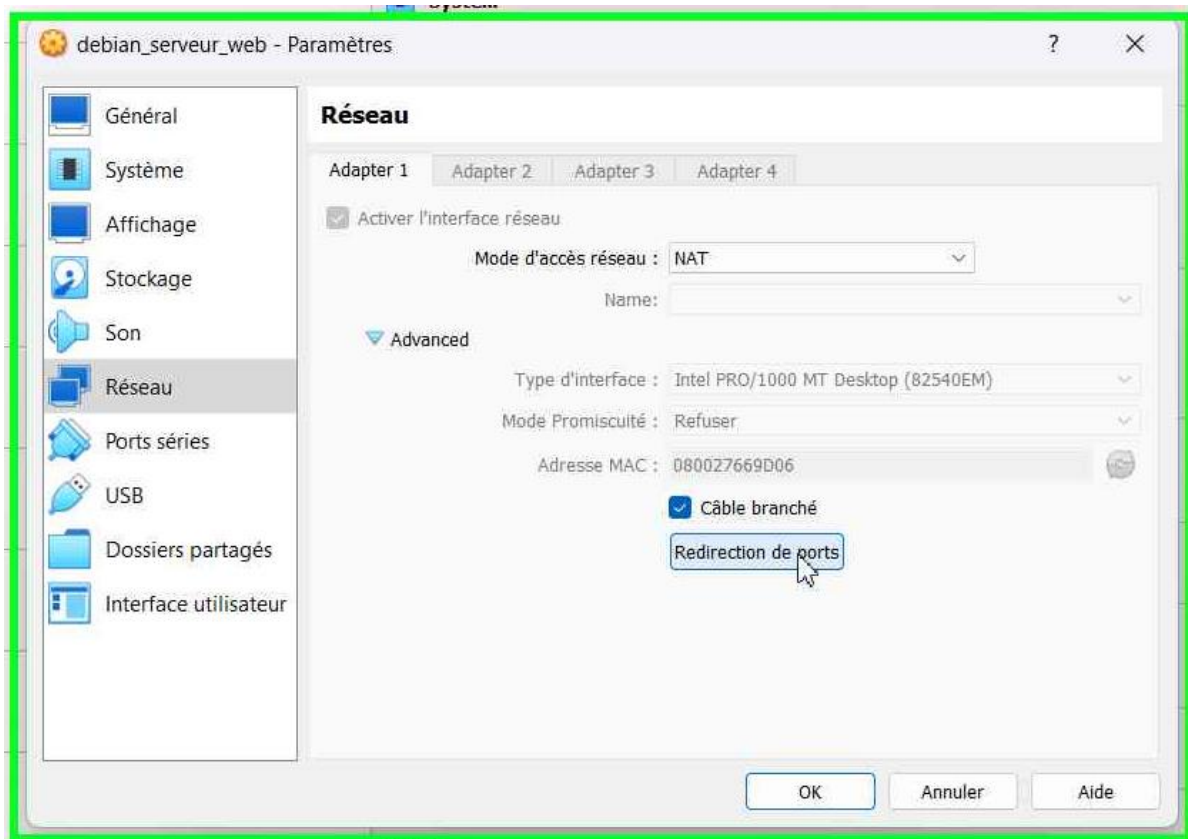 debian_serveur_web - Paramètres
?
Général
Système
Affichage
Stockage
Son
Réseau
Ports séries
USB
Dossiers partagés
Interface utilisateur
Réseau
Adapter 1 Adapter 2 Adapter 3 Adapter 4
Activer l'interface réseau
Mode d'accès réseau : NAT
Name:
Advanced
Type d'interface : Intel PRO/1000 MT Desktop (82540EM)
Mode Promiscuité : Refuser
Adresse MAC : 080027669D06
Câble branché
Redirection de ports
OK Annuler Aide